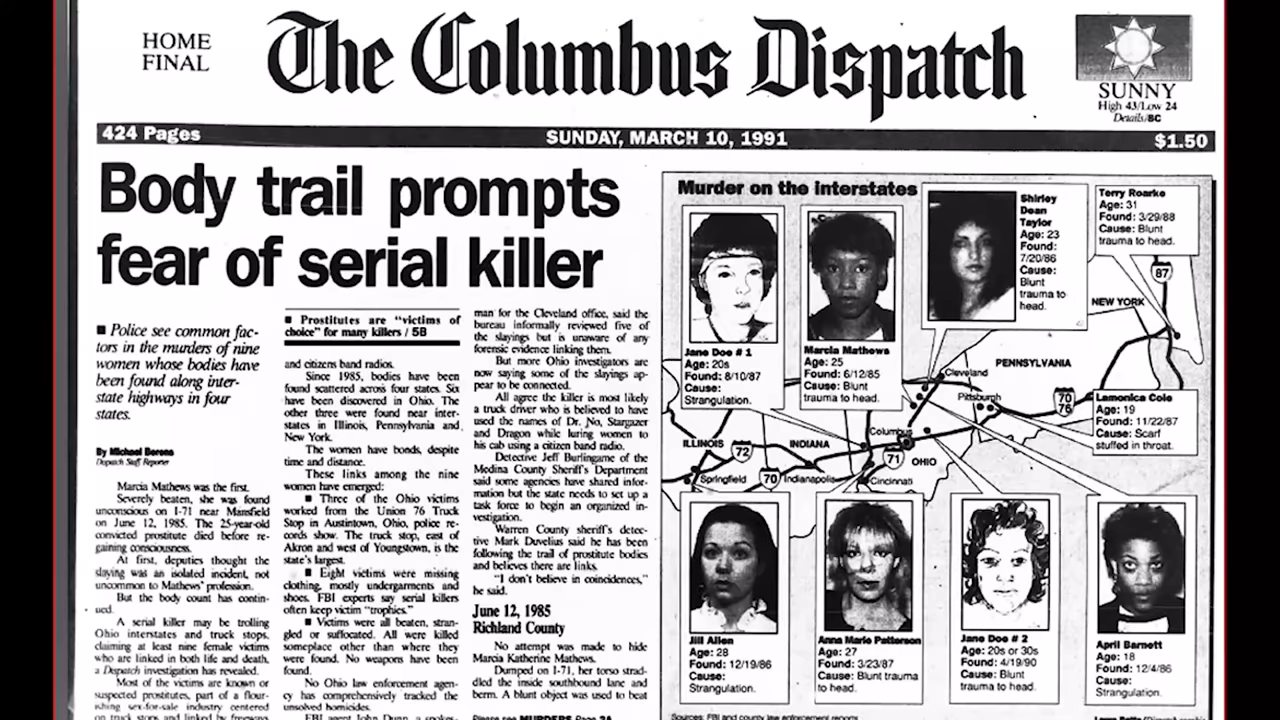 HOME
FINAL
The Columbus Dispatch
SUNNY
High 43/Low 24
Details/8C
424 Pages
SUNDAY, MARCH 10, 1991
$1.50
Body trail prompts
fear of serial killer
■ Police see common fac-
tors in the murders of nine
women whose bodies have
been found along inter-
state highways in four
states.
By Michael Berens
Dispatch Staff Reporter
Marcia Mathews was the first.
Severely beaten, she was found
unconscious on I-71 near Mansfield
on June 12, 1985. The 25-year-old
convicted prostitute died before re-
gaining consciousness.
At first, deputies thought the
slaying was an isolated incident, not
uncommon to Mathews' profession.
But the body count has contin-
ued.
A serial killer may be trolling
Ohio interstates and truck stops,
claiming at least nine female victims
who are linked in both life and death,
a Dispatch investigation has revealed.
Most of the victims are known or
suspected prostitutes, part of a flour-
ishing sex-for-sale industry centered
on truck stops and linked by freeways
■ Prostitutes are "victims of
choice" for many killers / 5B
and citizens band radios.
Since 1985, bodies have been
found scattered across four states. Six
have been discovered in Ohio. The
other three were found near inter-
states in Illinois, Pennsylvania and
New York.
The women have bonds, despite
time and distance.
These links among the nine
women have emerged:
■ Three of the Ohio victims
worked from the Union 76 Truck
Stop in Austintown, Ohio, police re-
cords show. The truck stop, east of
Akron and west of Youngstown, is the
state's largest.
■ Eight victims were missing
clothing, mostly undergarments and
shoes. FBI experts say serial killers
often keep victim "trophies."
■ Victims were all beaten, stran-
gled or suffocated. All were killed
someplace other than where they
were found. No weapons have been
found.
No Ohio law enforcement agen-
cy has comprehensively tracked the
unsolved homicides.
FBI agent John Dunn, a spokes-
man for the Cleveland office, said the
bureau informally reviewed five of
the slayings but is unaware of any
forensic evidence linking them.
But more Ohio investigators are
now saying some of the slayings ap-
pear to be connected.
All agree the killer is most likely
a truck driver who is believed to have
used the names of Dr. No, Stargazer
and Dragon while luring women to
his cab using a citizen band radio.
Detective Jeff Burlingame of the
Medina County Sheriff's Department
said some agencies have shared infor-
mation but the state needs to set up a
task force to begin an organized in-
vestigation.
Warren County sheriff's detec-
tive Mark Duvelius said he has been
following the trail of prostitute bodies
and believes there are links.
"I don't believe in coincidences,"
he said.
June 12, 1985
Richland County
No attempt was made to hide
Marcia Katherine Mathews.
Dumped on I-71, her torso strad-
dled the inside southbound lane and
berm. A blunt object was used to beat
Please see MURDERS Page 2A
Murder on the interstates
Shirley
Dean
Taylor
Age: 23
Found:
7/20/86
Cause:
Blunt
trauma to
head.
Terry Roarke
Age: 31
Found: 3/29/88
Cause: Blunt
trauma to head.
Jane Doe # 1
Age: 20s
Found: 8/10/87
Cause:
Strangulation.
Marcia Mathews
Age: 25
Found: 6/12/85
Cause:
Blunt
trauma to head.
87
NEW YORK
PENNSYLVANIA
Cleveland
Pittsburgh
70
76
Lamonica Cole
Age: 19
Found: 11/22/87
Cause: Scarf
stuffed in throat.
Columbus
ILLINOIS
72
INDIANA
71
OHIO
Springfield
70
Indianapolis
Cincinnati
Jill Allen
Age: 28
Found: 12/19/86
Cause:
Strangulation.
Anna Marie Patterson
Age: 27
Found: 3/23/87
Cause: Blunt trauma
to head.
Jane Doe # 2
Age: 20s or 30s
Found: 4/19/90
Cause: Blunt
trauma to head.
April Barnett
Age: 18
Found: 12/4/86
Cause:
Strangulation.
Sources: FBI and county law enforcement reports